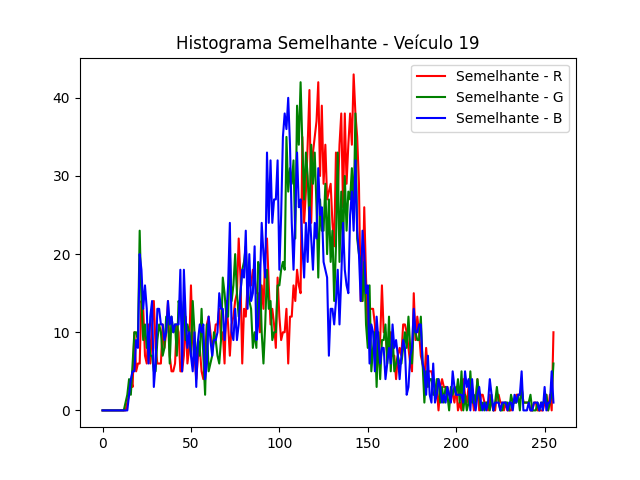 Histograma Semelhante - Veículo 19
Semelhante - R
Semelhante - G
Semelhante - B
40
30
20
10
0
0 50 100 150 200 250